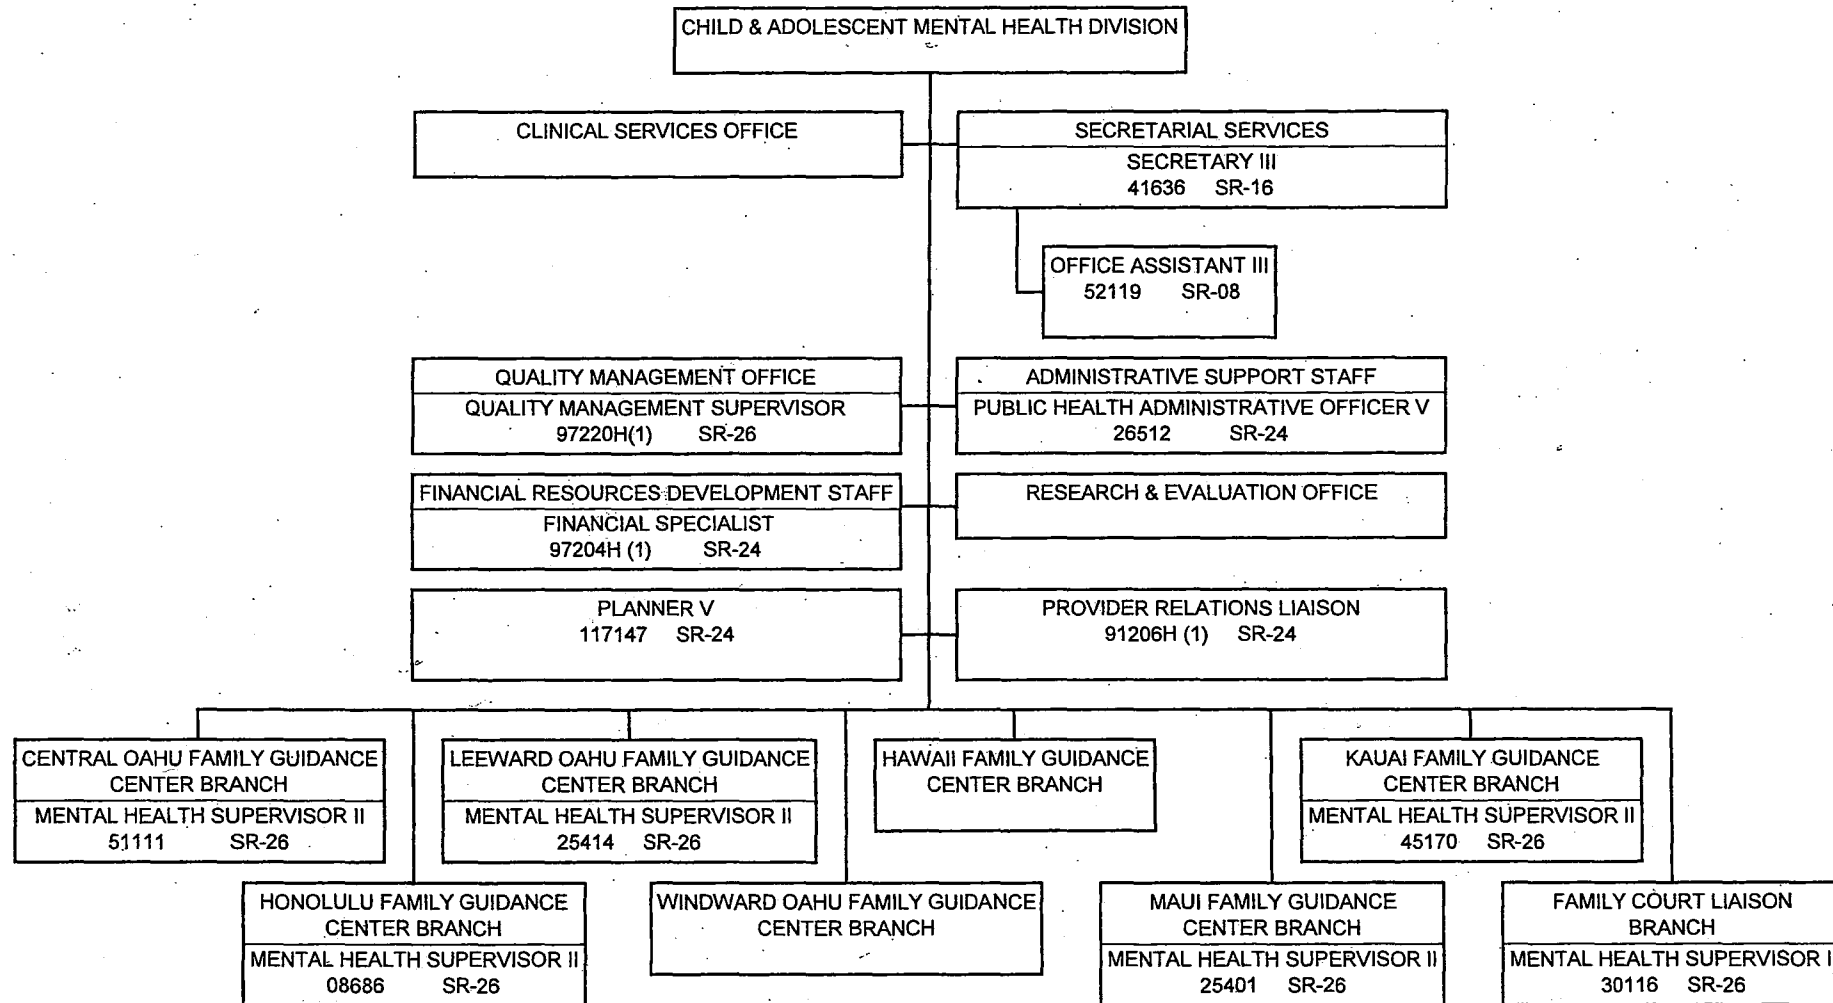 CHILD & ADOLESCENT MENTAL HEALTH DIVISION
CLINICAL SERVICES OFFICE
SECRETARIAL SERVICES
SECRETARY III
41636 SR-16
OFFICE ASSISTANT III
52119 SR-08
QUALITY MANAGEMENT OFFICE
QUALITY MANAGEMENT SUPERVISOR
97220H(1) SR-26
ADMINISTRATIVE SUPPORT STAFF
PUBLIC HEALTH ADMINISTRATIVE OFFICER V
26512 SR-24
FINANCIAL RESOURCES DEVELOPMENT STAFF
FINANCIAL SPECIALIST
97204H (1) SR-24
RESEARCH & EVALUATION OFFICE
PLANNER V
117147 SR-24
PROVIDER RELATIONS LIAISON
91206H (1) SR-24
CENTRAL OAHU FAMILY GUIDANCE
CENTER BRANCH
MENTAL HEALTH SUPERVISOR II
51111 SR-26
LEEWARD OAHU FAMILY GUIDANCE
CENTER BRANCH
MENTAL HEALTH SUPERVISOR II
25414 SR-26
HAWAII FAMILY GUIDANCE
CENTER BRANCH
KAUAI FAMILY GUIDANCE
CENTER BRANCH
MENTAL HEALTH SUPERVISOR II
45170 SR-26
HONOLULU FAMILY GUIDANCE
CENTER BRANCH
MENTAL HEALTH SUPERVISOR II
08686 SR-26
WINDWARD OAHU FAMILY GUIDANCE
CENTER BRANCH
MAUI FAMILY GUIDANCE
CENTER BRANCH
MENTAL HEALTH SUPERVISOR II
25401 SR-26
FAMILY COURT LIAISON
BRANCH
MENTAL HEALTH SUPERVISOR I
30116 SR-26